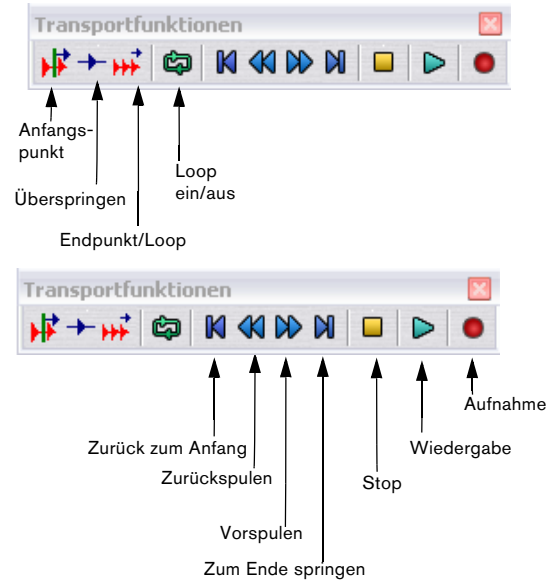 Transportfunktionen
Anfangs-
punkt
Loop
ein/aus
Überspringen
Endpunkt/Loop
Transportfunktionen
Aufnahme
Zurück zum Anfang
Wiedergabe
Zurückspulen
Stop
Vorspulen
Zum Ende springen